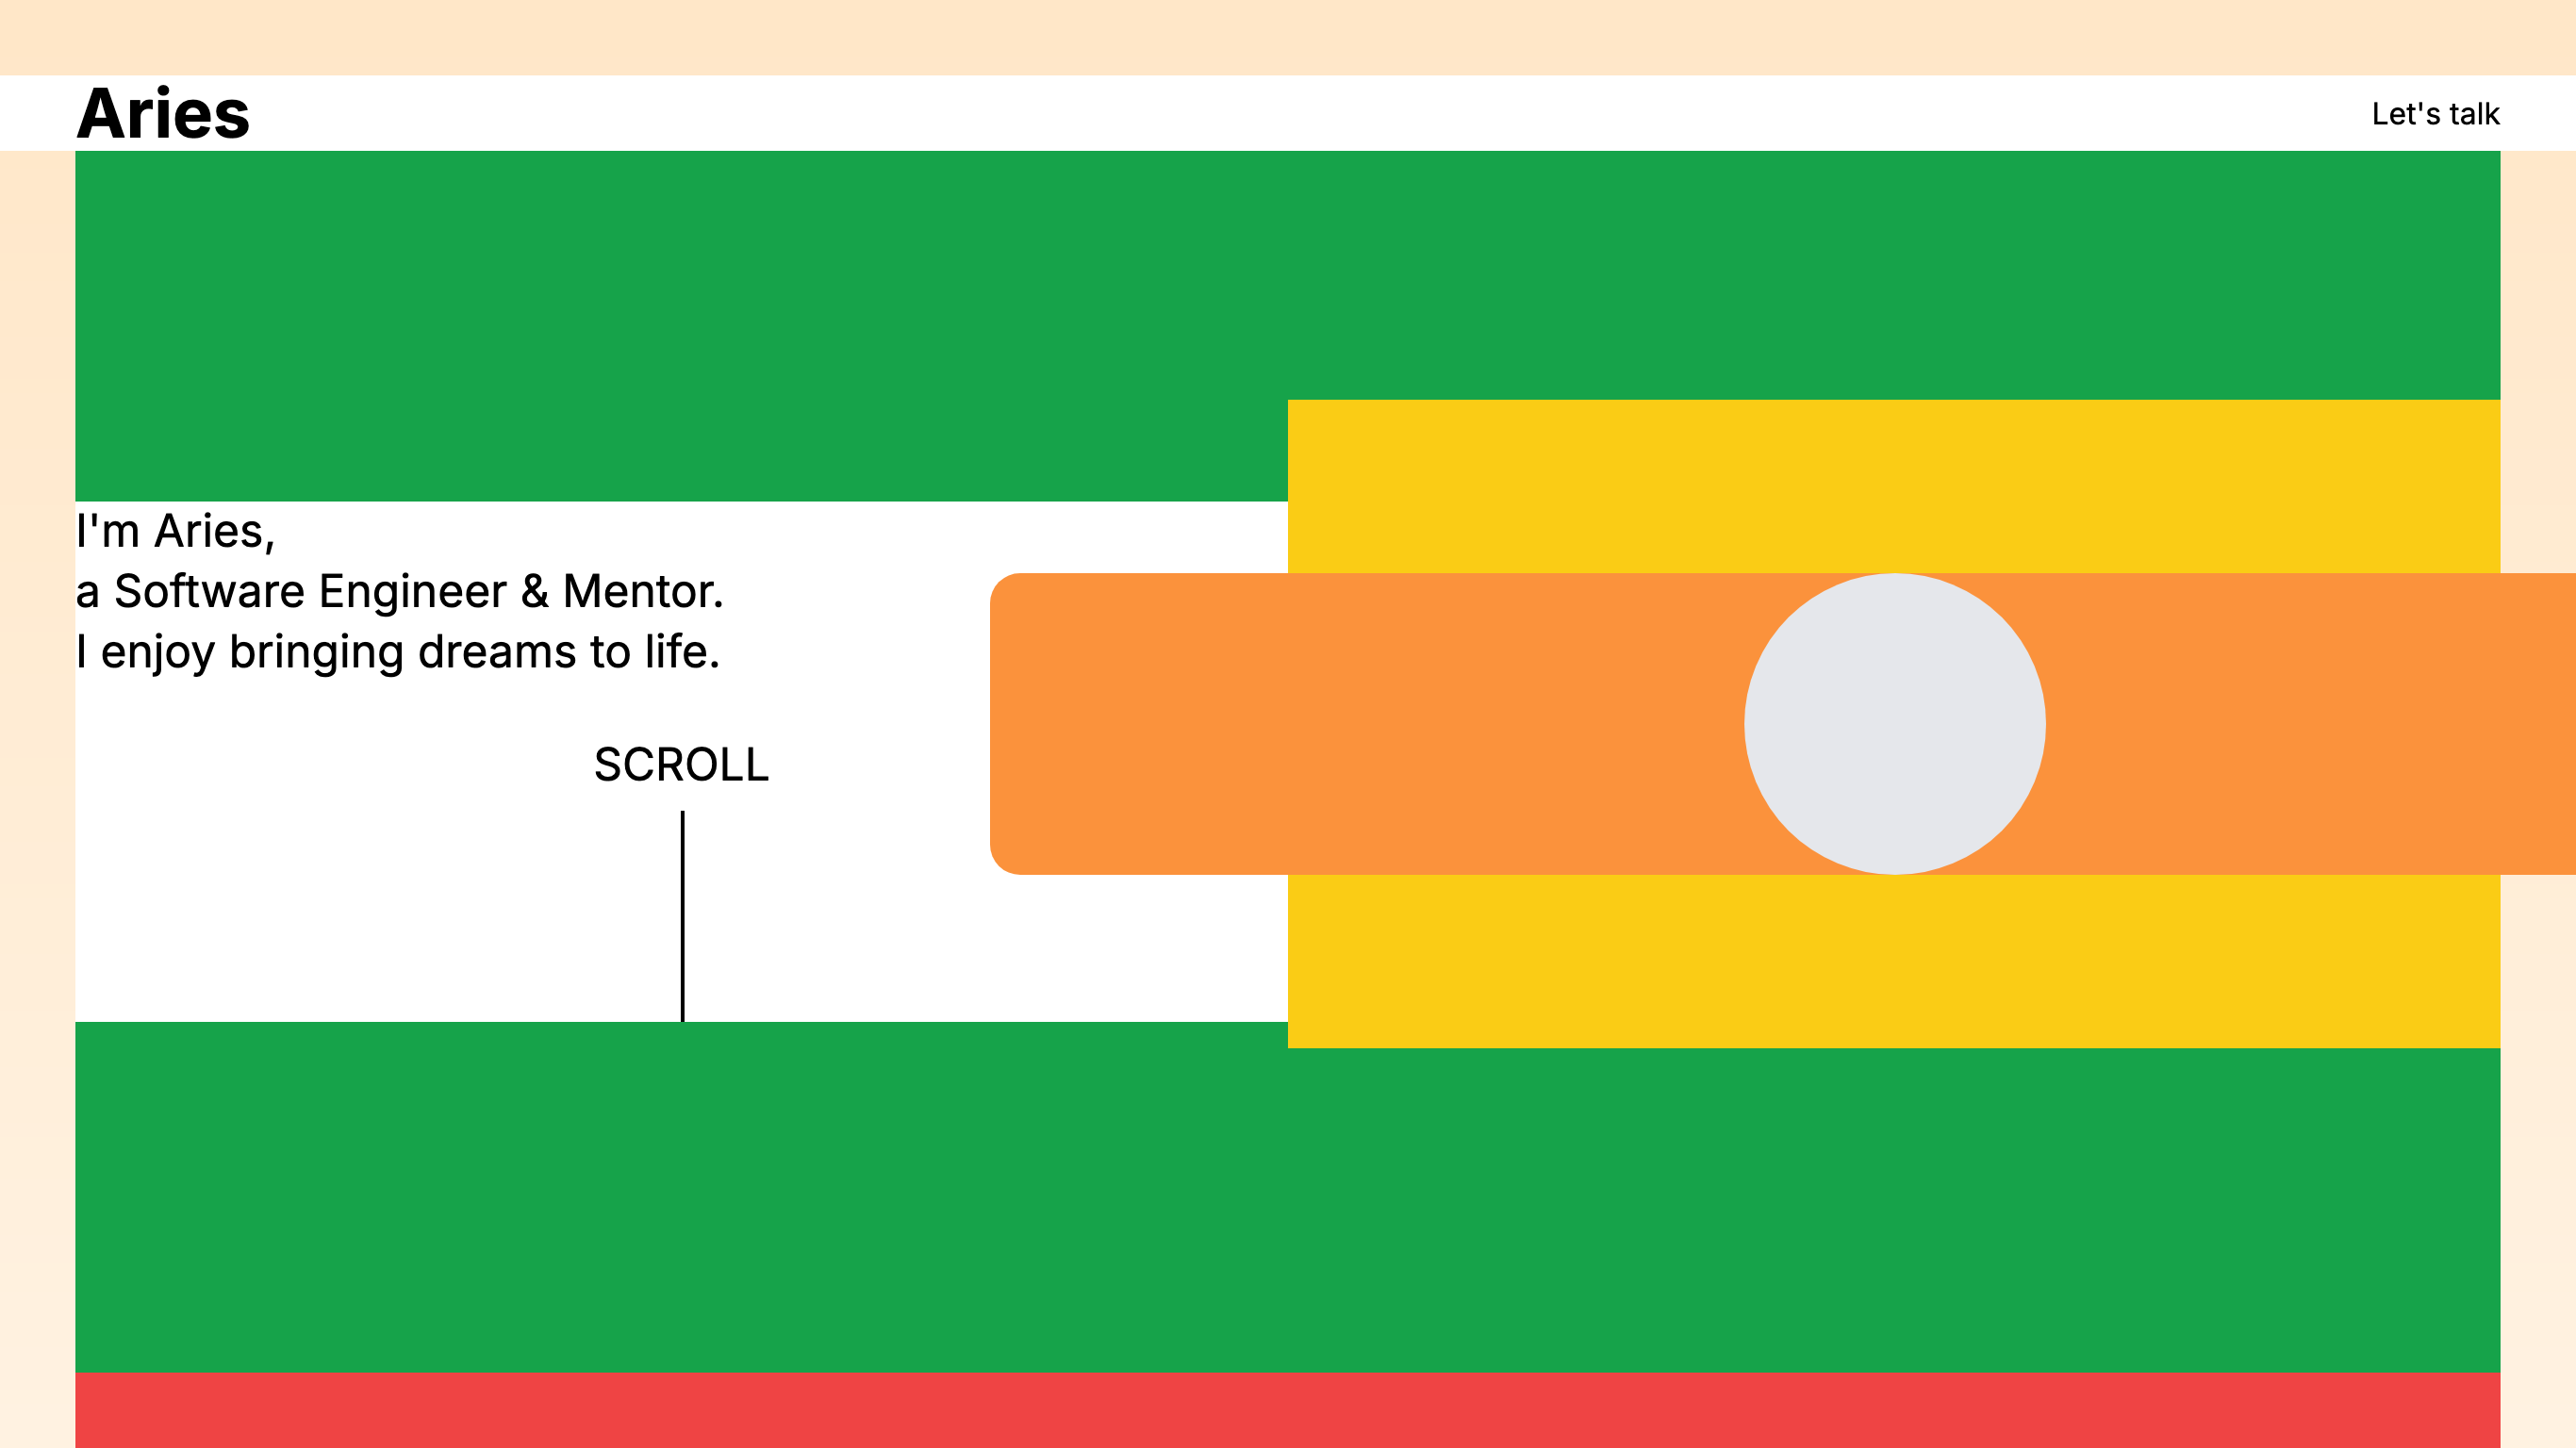 Aries
Let's talk
I'm Aries,
a Software Engineer & Mentor.
I enjoy bringing dreams to life.
SCROLL